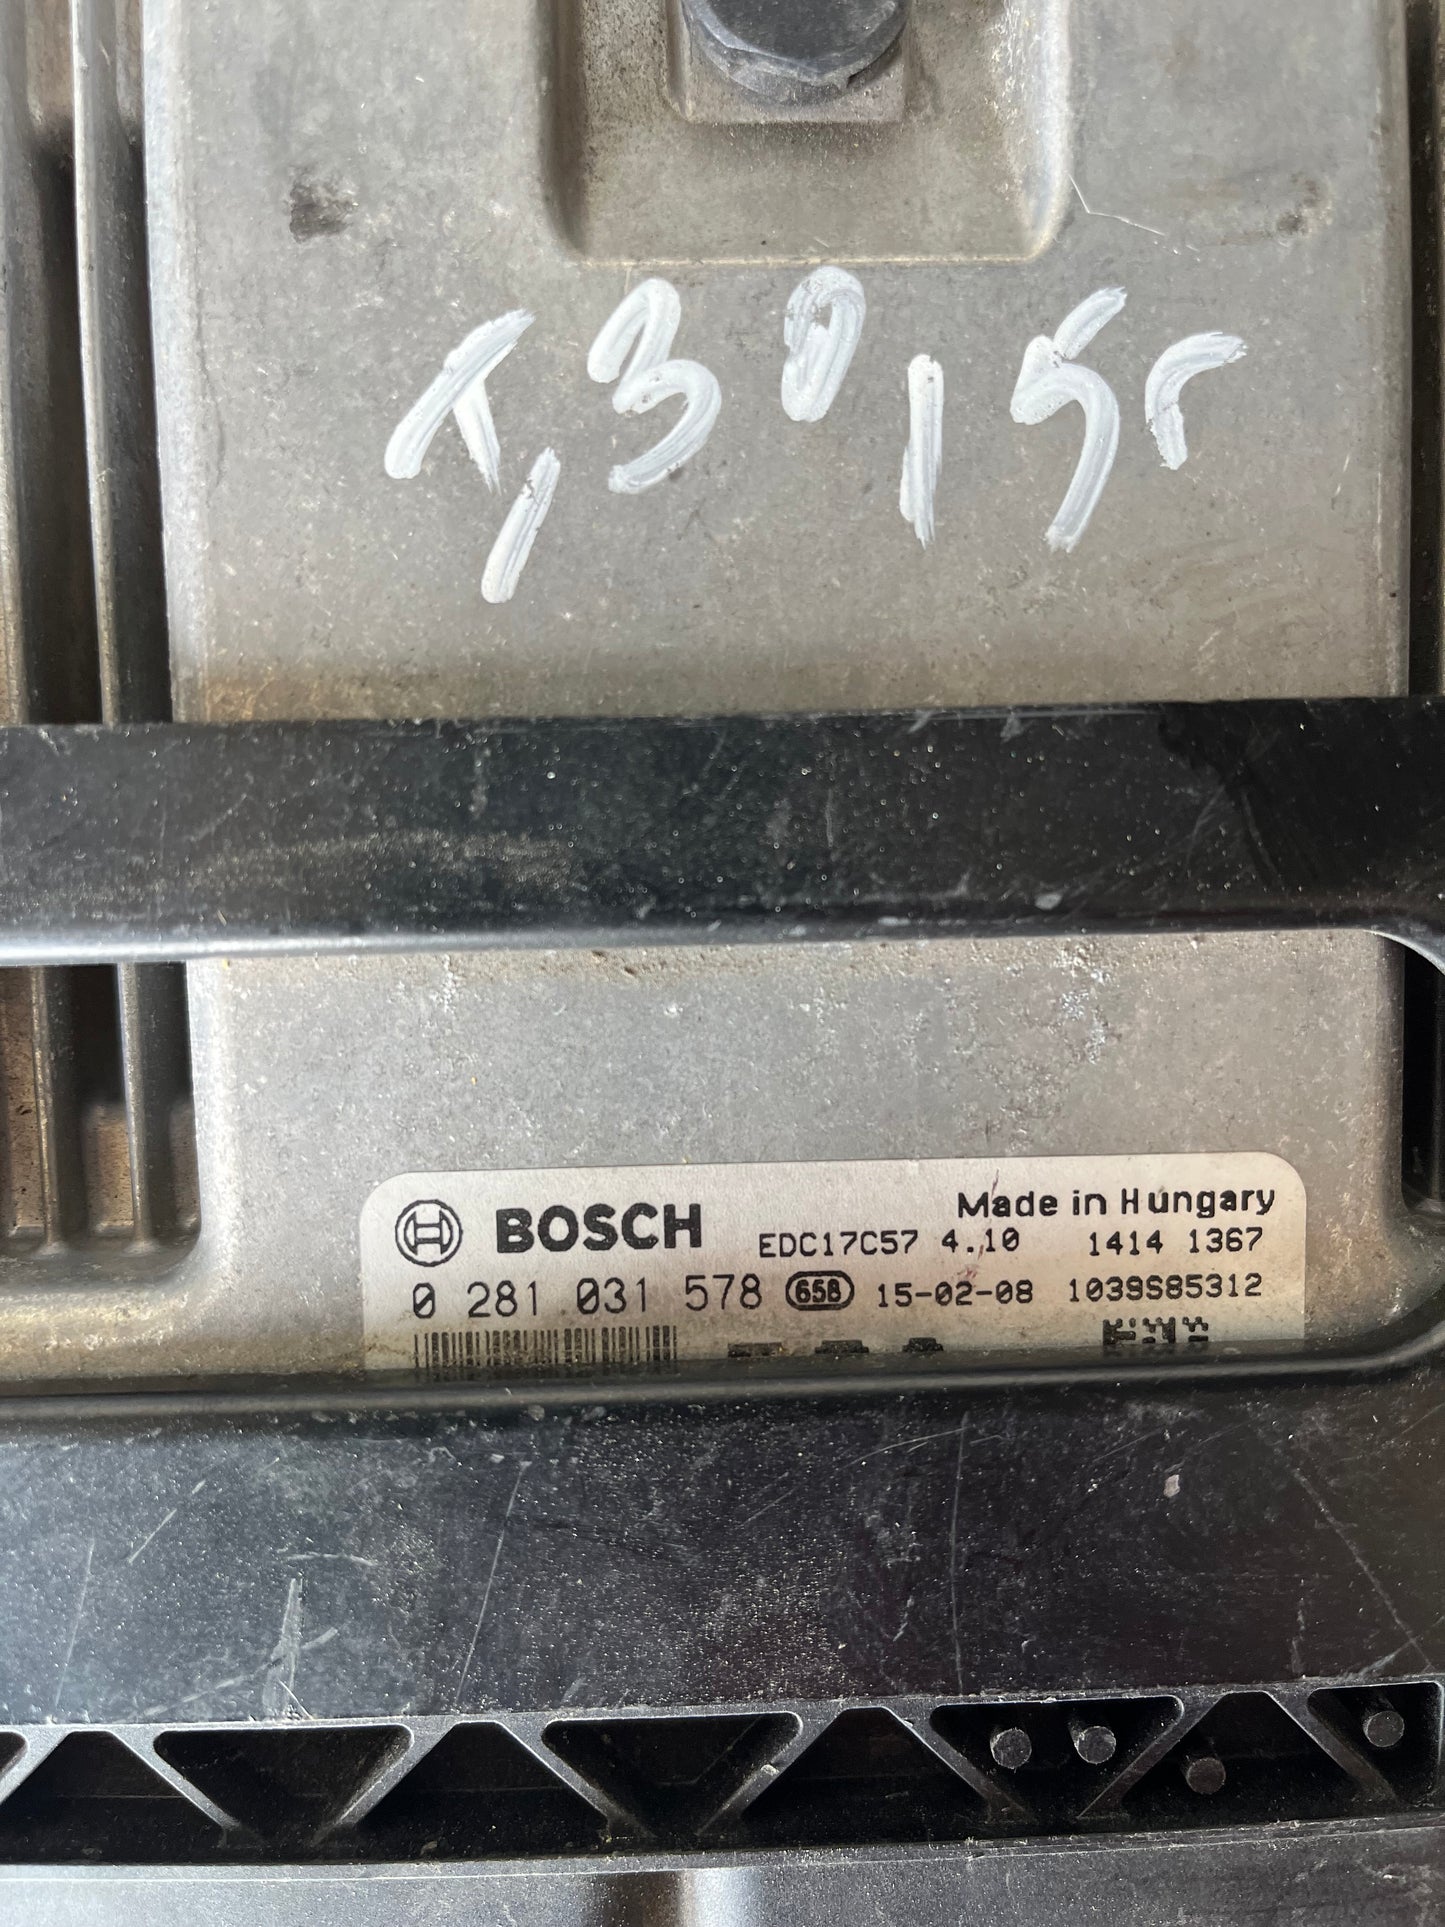 BOSCH
Made in Hungary
EDC17C57 4.10 1414 1367
0 281 031 578 658 15-02-08 1039S85312